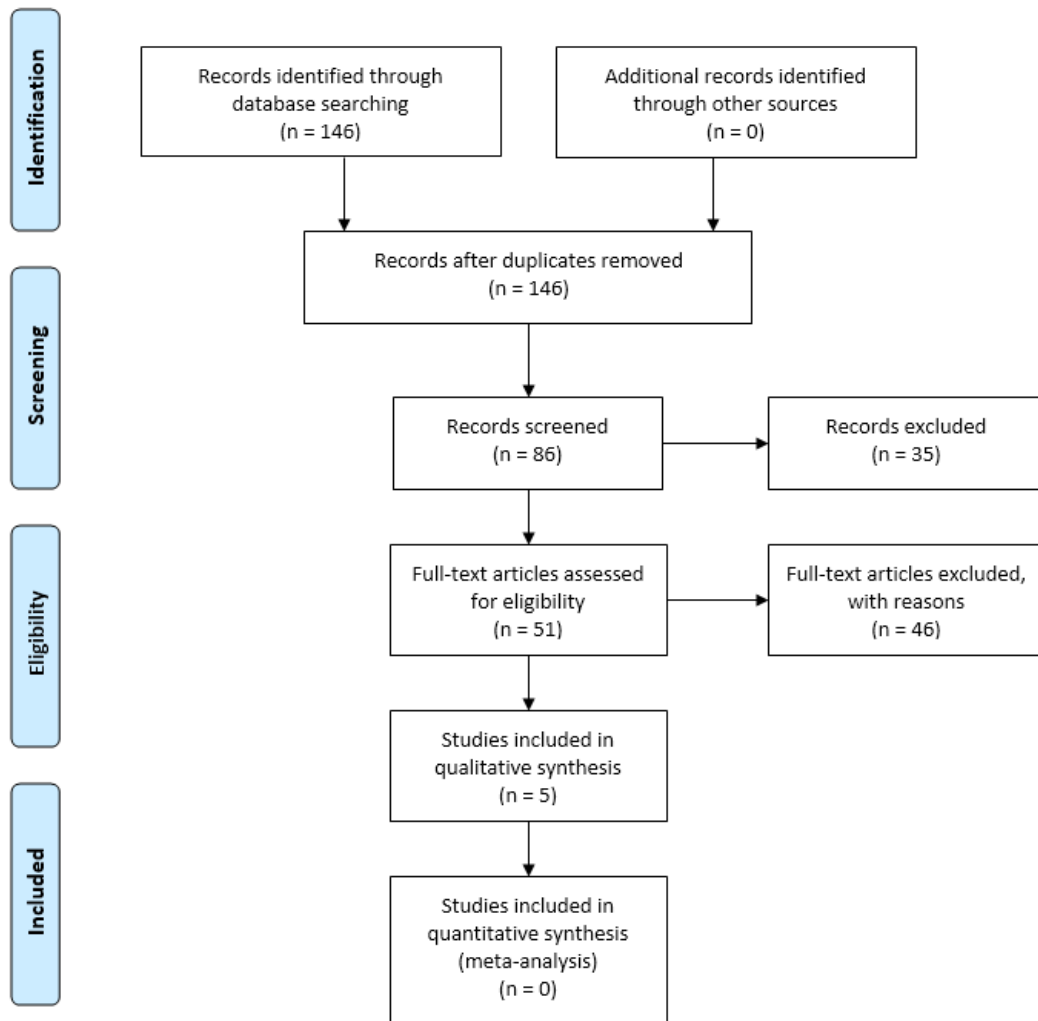 Identification
Records identified through
database searching
(n = 146)
Additional records identified
through other sources
(n = 0)
Records after duplicates removed
(n = 146)
Screening
Records screened
(n = 86)
Records excluded
(n = 35)
Eligibility
Full-text articles assessed
for eligibility
(n = 51)
Full-text articles excluded,
with reasons
(n = 46)
Studies included in
qualitative synthesis
(n = 5)
Included
Studies included in
quantitative synthesis
(meta-analysis)
(n = 0)